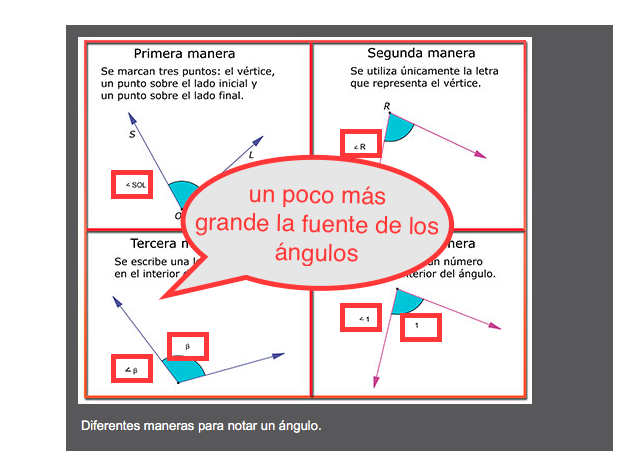 Primera manera
Se marcan tres puntos: el vértice,
un punto sobre el lado inicial y
un punto sobre el lado final.
S
L
∡ SOL
O
Segunda manera
Se utiliza únicamente la letra
que representa el vértice.
R
∡ R
un poco más
grande la fuente de los
ángulos
Tercera m
Se escribe una l
en el interior
β
∡ β
nera
un número
terior del ángulo.
∡ 1
1
Diferentes maneras para notar un ángulo.